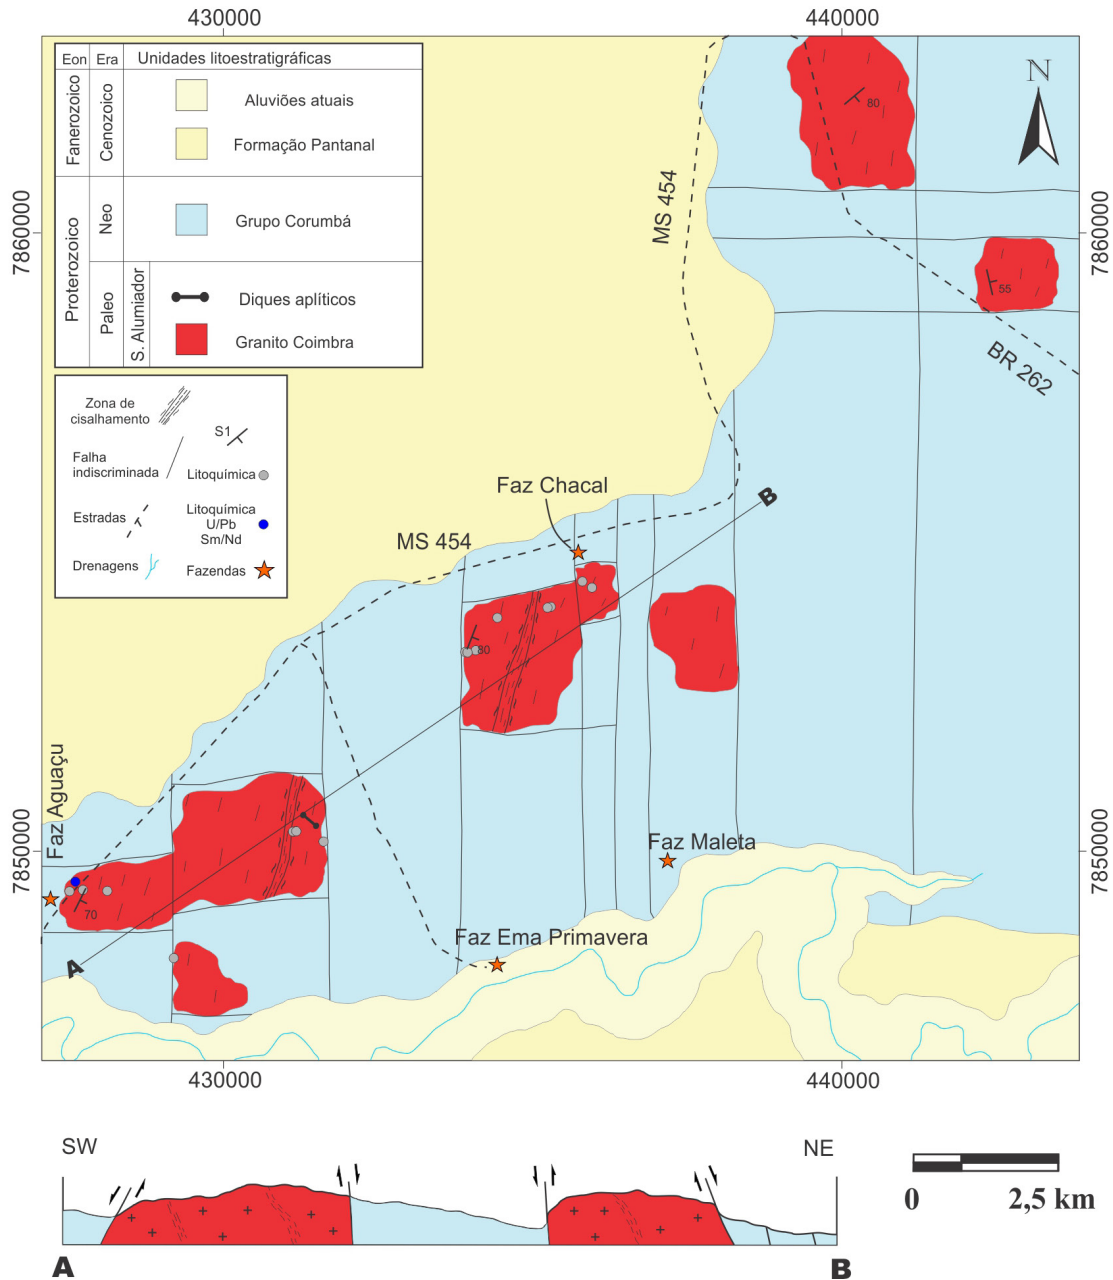 430000
440000
Eon Era Unidades litoestratigráficas
Fanerozoico
Cenozoico
Aluviões atuais
Formação Pantanal
Proterozoico
Neo
Grupo Corumbá
Paleo
S. Alumiador
Diques aplíticos
Granito Coimbra
Zona de
cisalhamento
S1
Falha
indiscriminada
Litoquímica
Estradas
Litoquímica
U/Pb
Sm/Nd
Drenagens
Fazendas
N
80
7860000
7860000
MS 454
55
BR 262
Faz Chacal
B
MS 454
80
Faz Aguaçu
7850000
7850000
Faz Maleta
70
A
Faz Ema Primavera
430000
440000
SW
NE
0
2,5 km
A
B